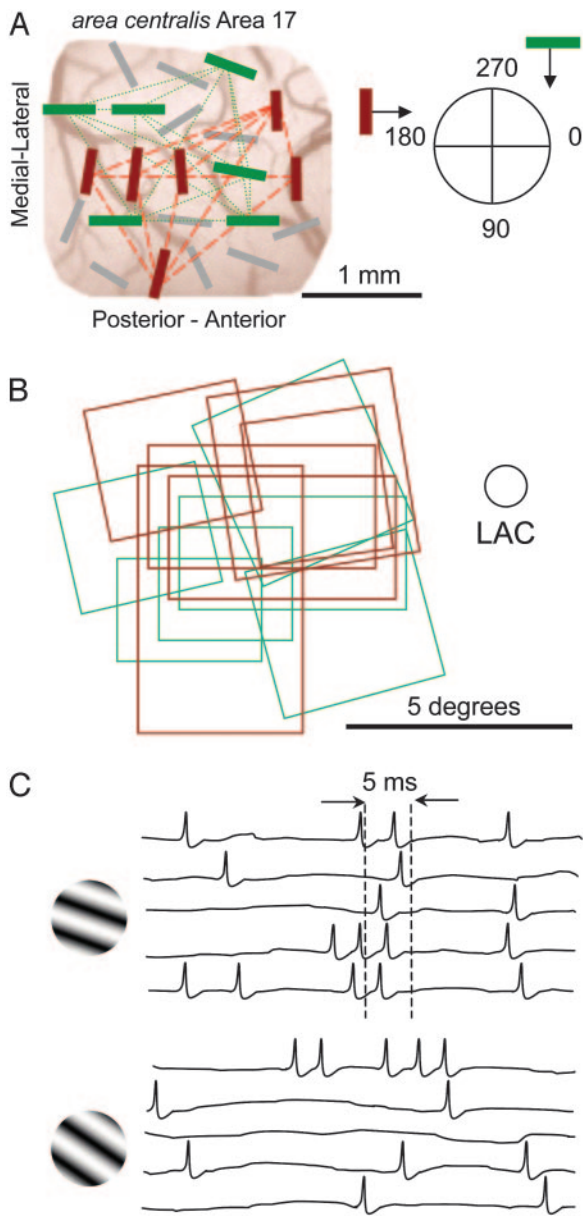 A
area centralis Area 17
Medial-Lateral
Posterior - Anterior
1 mm
270
180
0
90
B
LAC
5 degrees
C
5 ms